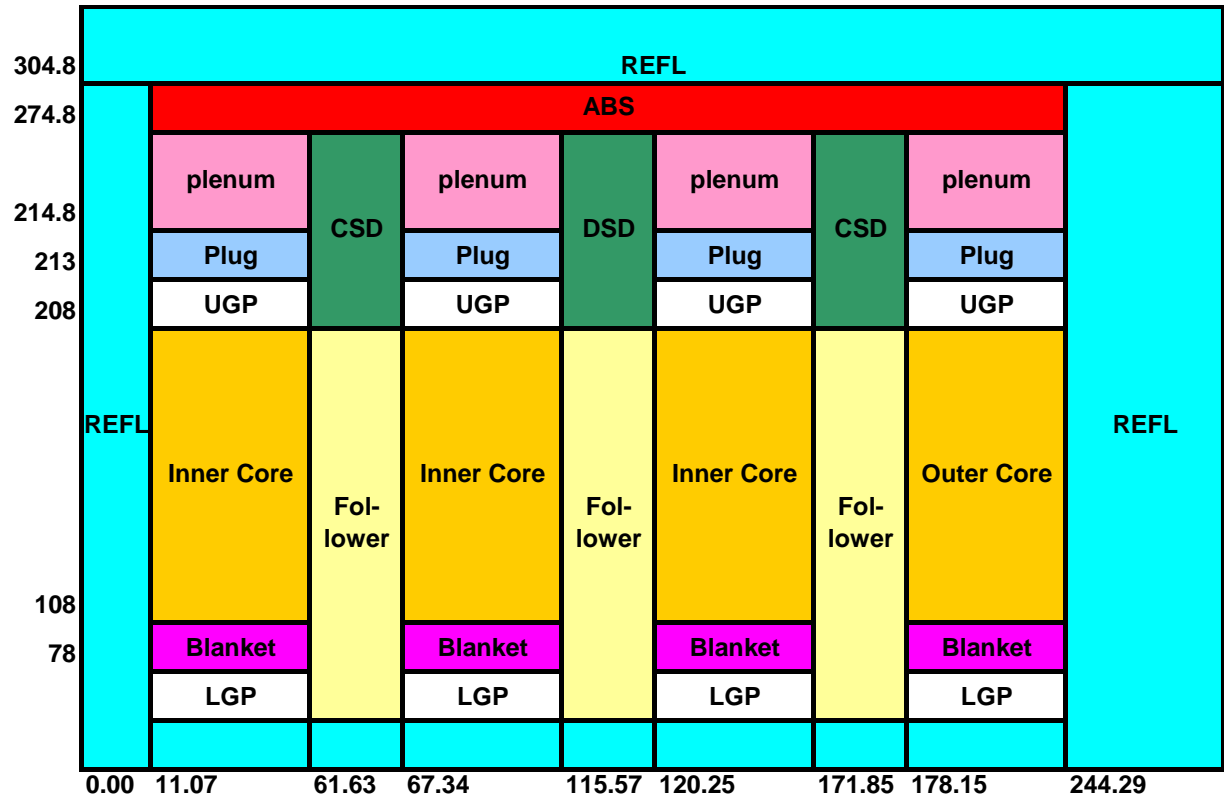 304.8
REFL
274.8
ABS
plenum
plenum
plenum
plenum
214.8
CSD
DSD
CSD
213
Plug
Plug
Plug
Plug
208
UGP
UGP
UGP
UGP
REFL
REFL
Inner Core
Inner Core
Inner Core
Outer Core
Fol-
lower
Fol-
lower
Fol-
lower
108
Blanket
Blanket
Blanket
Blanket
78
LGP
LGP
LGP
LGP
0.00 11.07 61.63 67.34 115.57 120.25 171.85 178.15 244.29